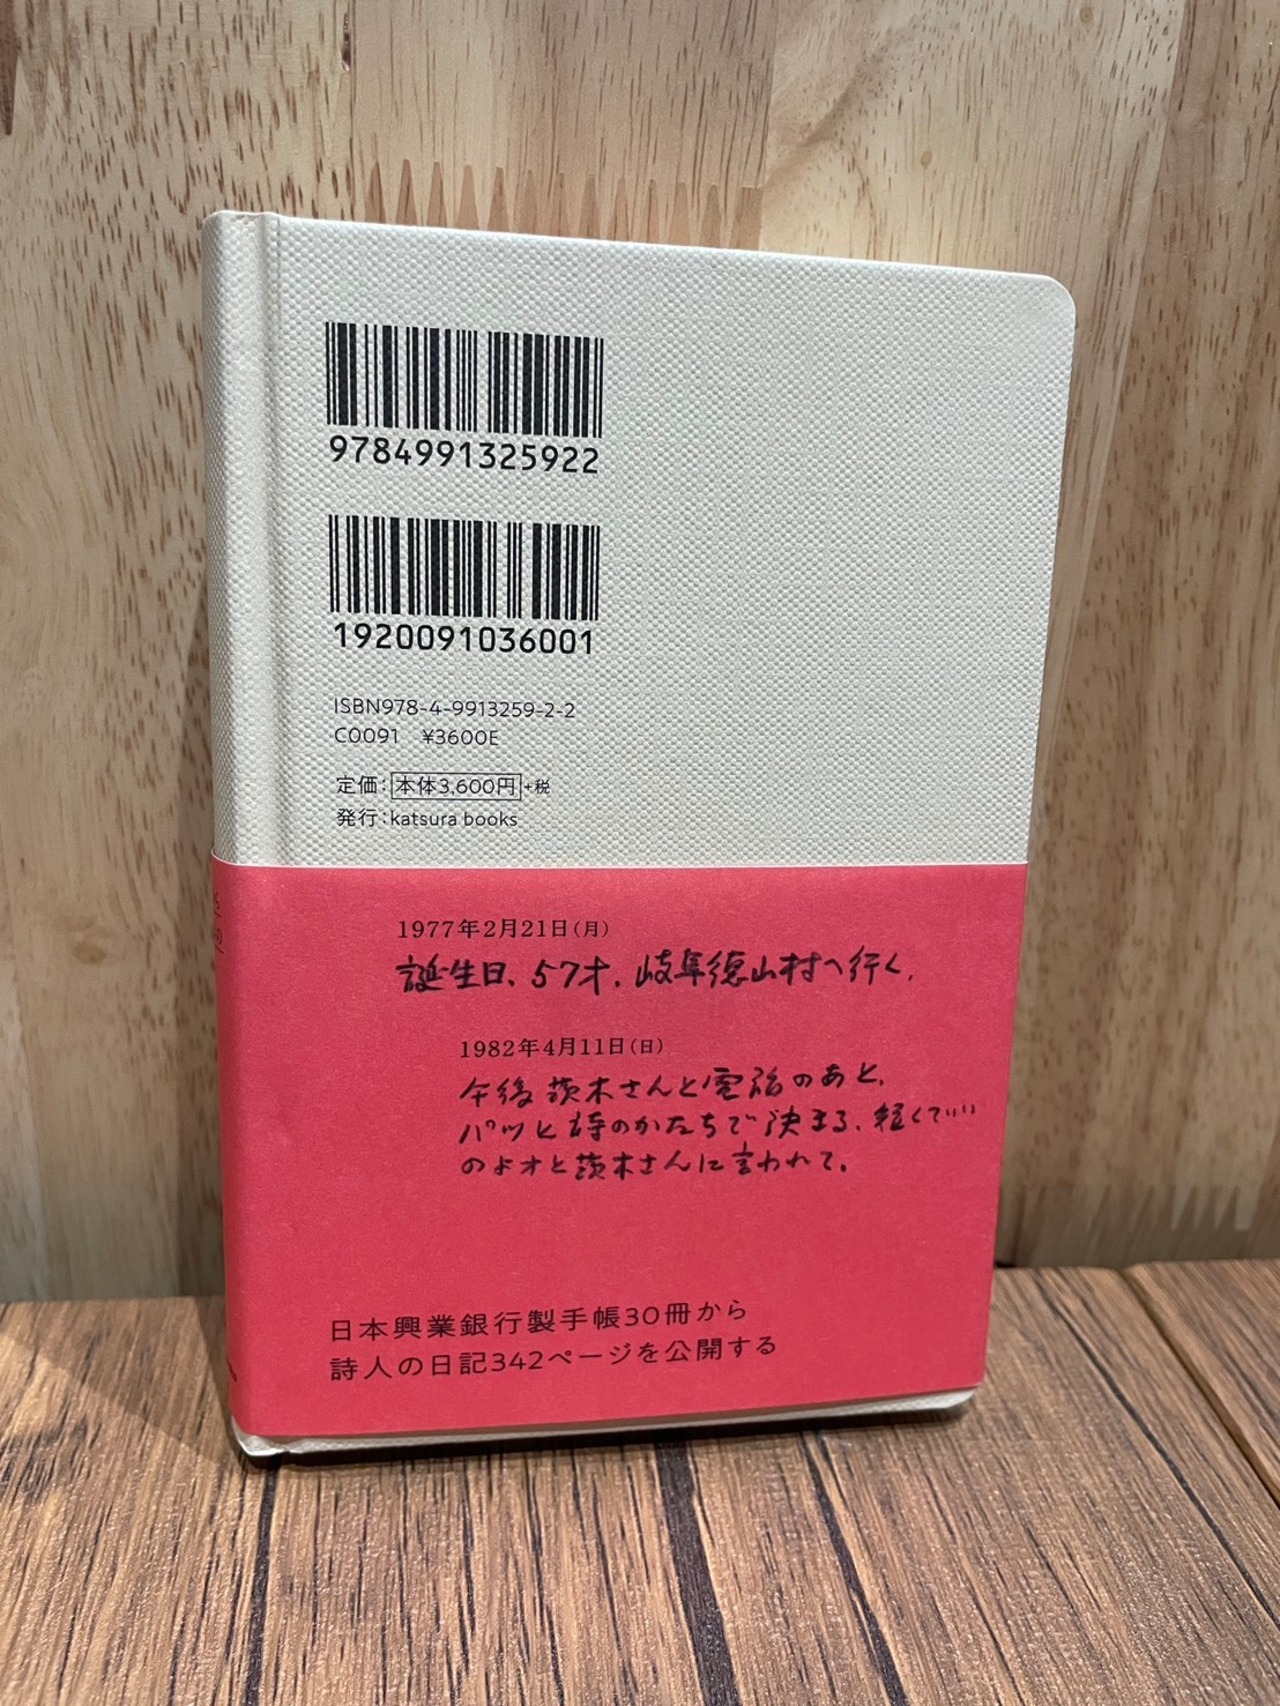 9784991325922
1920091036001
ISBN978-4-9913259-2-2
C0091 ¥3600E
定価：本体3,600円+税
発行：katsura books
1977年2月21日(月)
誕生日、57才．岐阜徳山村へ行く．
1982年4月11日(日)
午後 茨木さんと電話のあと、
パッと詩のかたちで決まる．軽くていい
のよオと茨木さんに言われて。
日本興業銀行製手帳30冊から
詩人の日記342ページを公開する